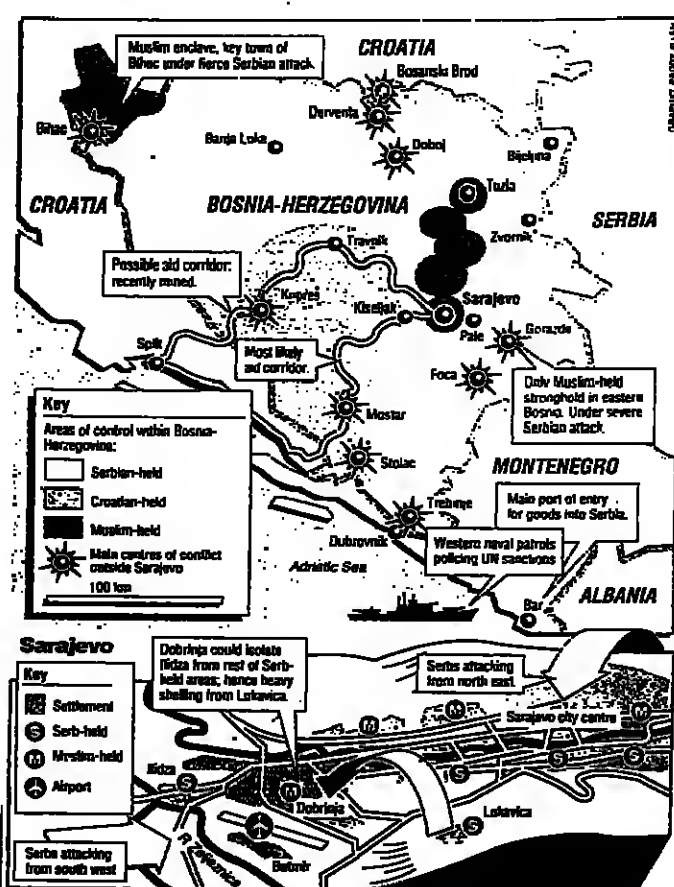 Muslim enclave, key town of
Bihac under fierce Serbian attack.
CROATIA
Bosanski Brod
Derventa
Bihac
Banja Luka
Doboj
Bijeljina
Tuzla
CROATIA
BOSNIA-HERZEGOVINA
SERBIA
Zvornik
Travnik
Possible aid corridor:
recently mined.
Kupres
Kiseljak
Sarajevo
Pale
Gorazde
Split
Most likely
aid corridor.
Foca
Only Muslim-held
stronghold in eastern
Bosnia. Under severe
Serbian attack.
Key
Areas of control within Bosnia-
Herzegovina:
Serbian-held
Croatian-held
Muslim-held
Main centres of conflict
outside Sarajevo
100 km
Mostar
Stolac
MONTENEGRO
Main port of entry
for goods into Serbia.
Trebinje
Dubrovnik
Western naval patrols
policing UN sanctions
Adriatic Sea
Bar
ALBANIA
Sarajevo
Key
Settlement
Serb-held
Muslim-held
Airport
Dobrinja could isolate
Ilidza from rest of Serb-
held areas; hence heavy
shelling from Lukavica.
Serbs attacking
from north east.
M
M
M
Sarajevo city centre
Ilidza
S
M
Dobrinja
S
S
S
Lukavica
S
Butmir
R Zeljeznica
Serbs attacking
from south west